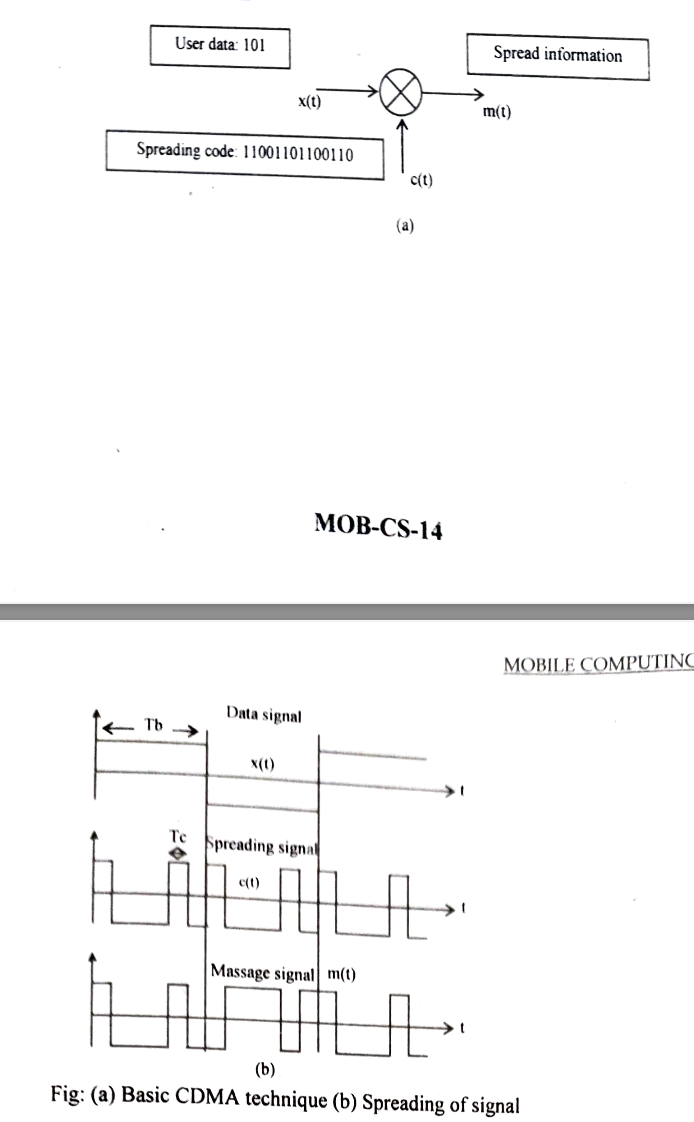 User data: 101
Spread information
x(t)
m(t)
Spreading code: 11001101100110
c(t)
(a)
MOB-CS-14
MOBILE COMPUTING
Data signal
Tb
x(t)
t
Tc
Spreading signal
c(t)
t
Massage signal m(t)
t
(b)
Fig: (a) Basic CDMA technique (b) Spreading of signal